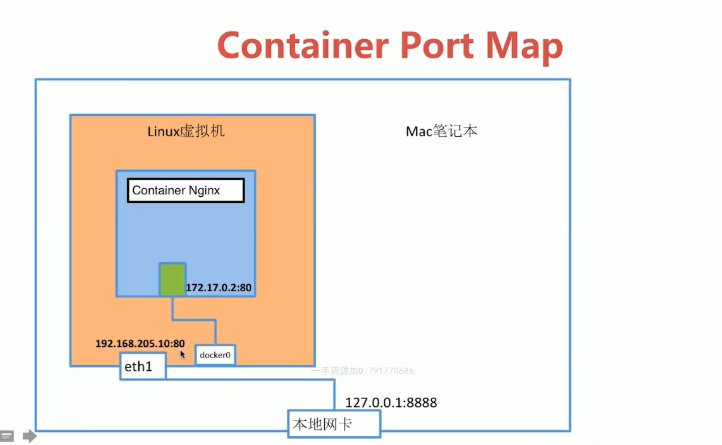 Container Port Map
Linux虚拟机
Mac笔记本
Container Nginx
172.17.0.2:80
192.168.205.10:80
docker0
eth1
一手资源加Q:791770686
127.0.0.1:8888
本地网卡